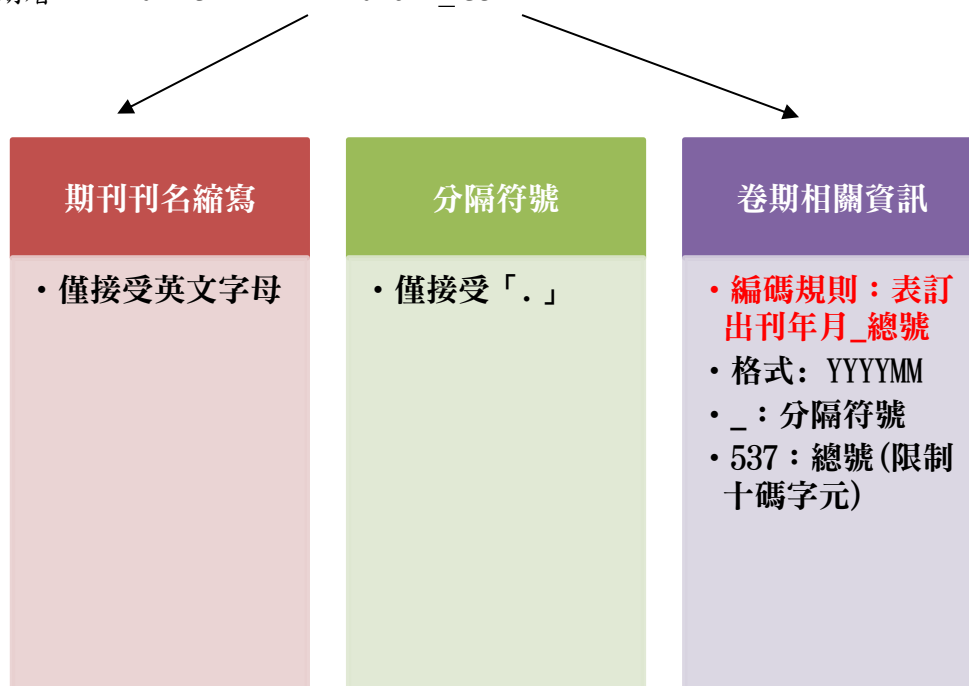 期刊刊名縮寫
・僅接受英文字母
分隔符號
・僅接受「.」
卷期相關資訊
・編碼規則：表訂
出刊年月_總號
・格式: YYYYMM
・_：分隔符號
・537：總號(限制
十碼字元)